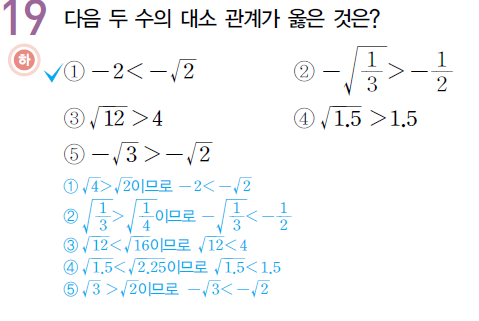 19 다음 두 수의 대소 관계가 옳은 것은?
하
① −2< −√2 ② −√(1/3) > −1/2
③ √12 >4 ④ √1.5 >1.5
⑤ −√3 > −√2
① √4>√2이므로 −2< −√2
② √(1/3)>√(1/4)이므로 −√(1/3)< −1/2
③ √12<√16이므로 √12<4
④ √1.5<√2.25이므로 √1.5<1.5
⑤ √3 >√2이므로 −√3< −√2